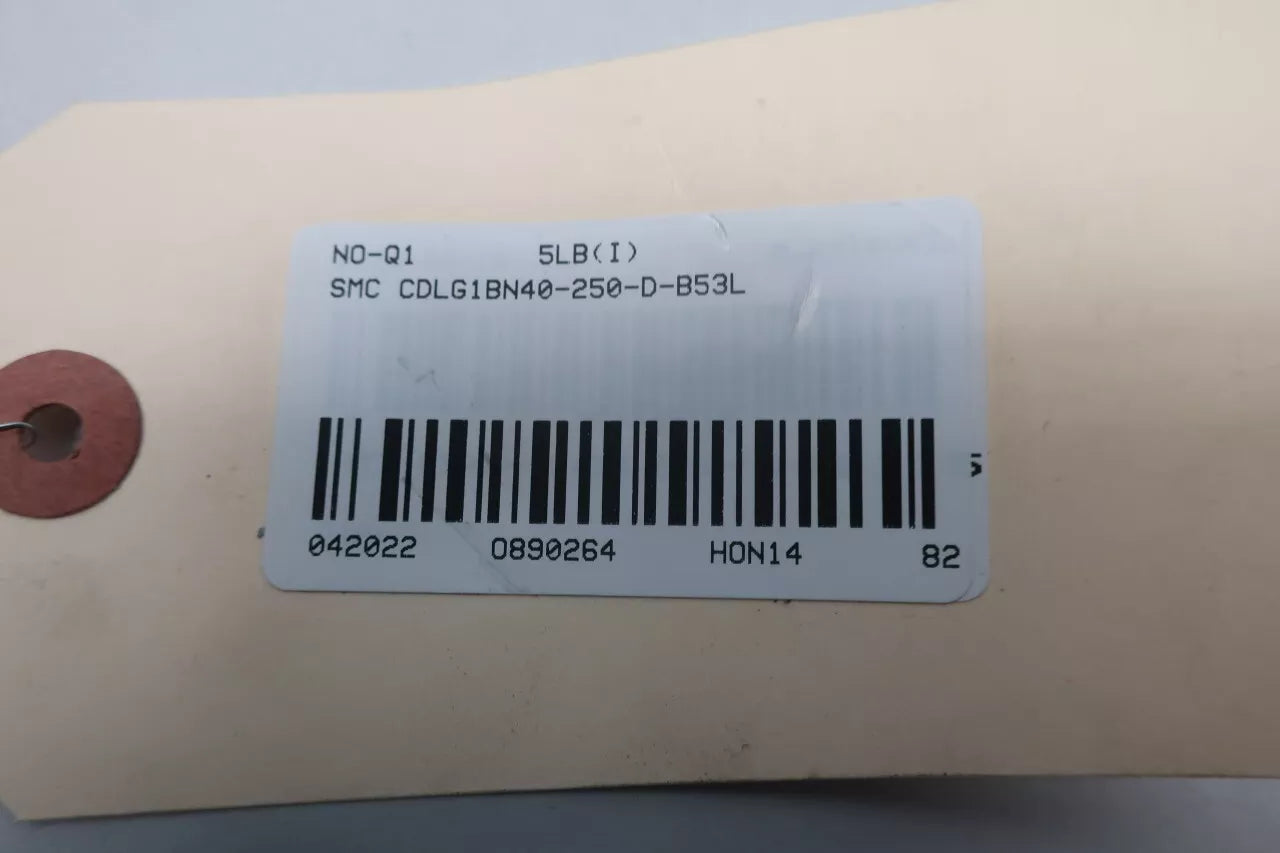 NO-Q1 5LB(I)
SMC CDLG1BN40-250-D-B53L
042022 0890264 HON14 82